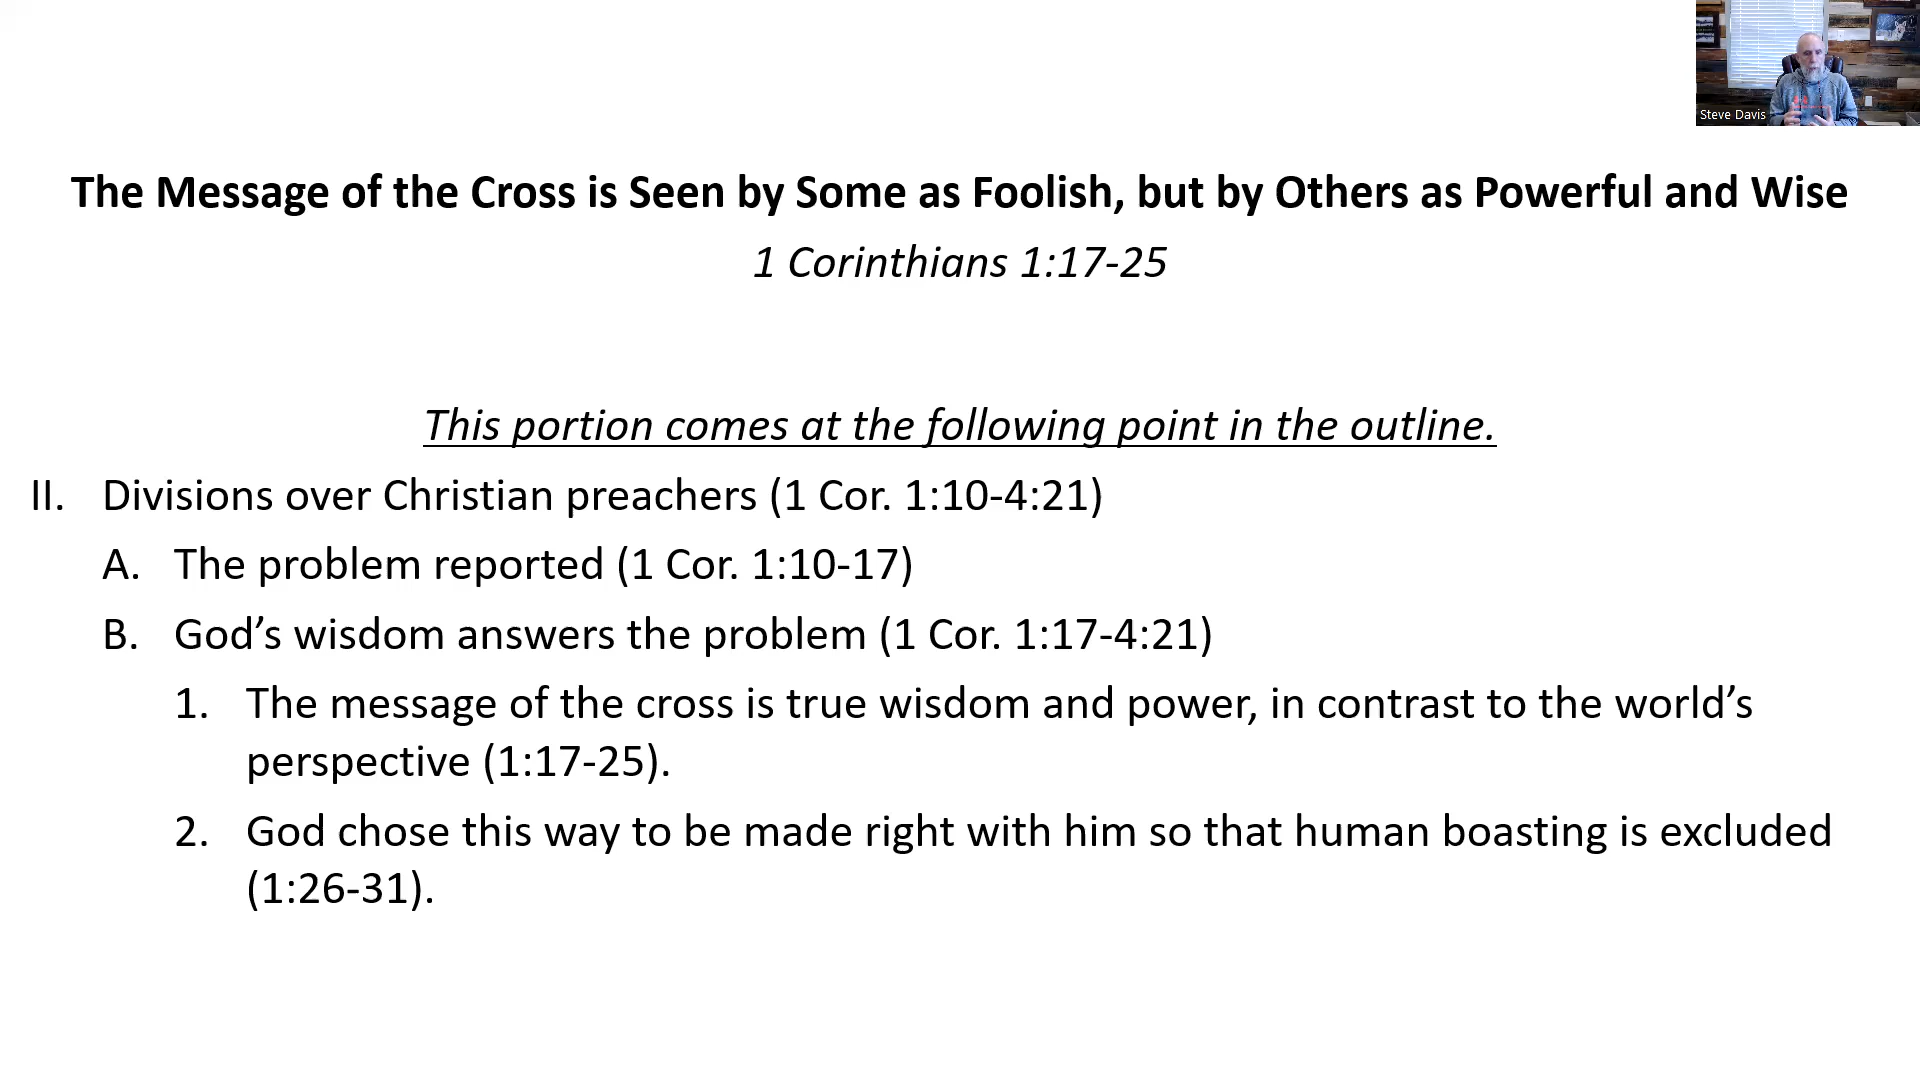 Steve Davis
The Message of the Cross is Seen by Some as Foolish, but by Others as Powerful and Wise
1 Corinthians 1:17-25
This portion comes at the following point in the outline.
II. Divisions over Christian preachers (1 Cor. 1:10-4:21)
A. The problem reported (1 Cor. 1:10-17)
B. God’s wisdom answers the problem (1 Cor. 1:17-4:21)
1. The message of the cross is true wisdom and power, in contrast to the world’s
perspective (1:17-25).
2. God chose this way to be made right with him so that human boasting is excluded
(1:26-31).